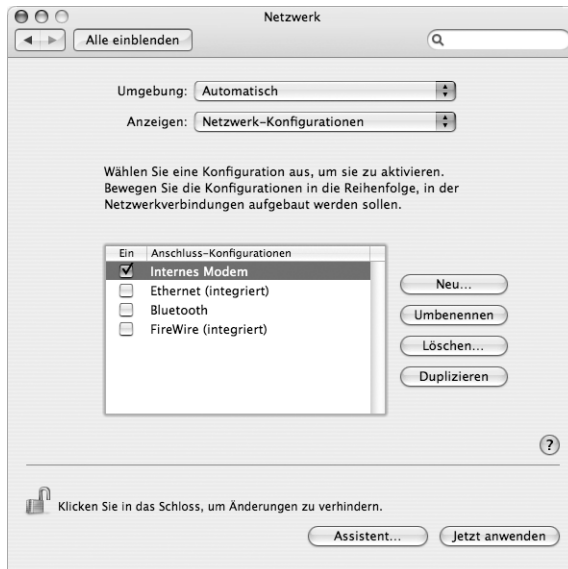 Netzwerk
Alle einblenden
Umgebung: Automatisch
Anzeigen: Netzwerk-Konfigurationen
Wählen Sie eine Konfiguration aus, um sie zu aktivieren.
Bewegen Sie die Konfigurationen in die Reihenfolge, in der
Netzwerkverbindungen aufgebaut werden sollen.
Ein Anschluss-Konfigurationen
Internes Modem
Ethernet (integriert)
Bluetooth
FireWire (integriert)
Neu...
Umbenennen
Löschen...
Duplizieren
?
Klicken Sie in das Schloss, um Änderungen zu verhindern.
Assistent... Jetzt anwenden